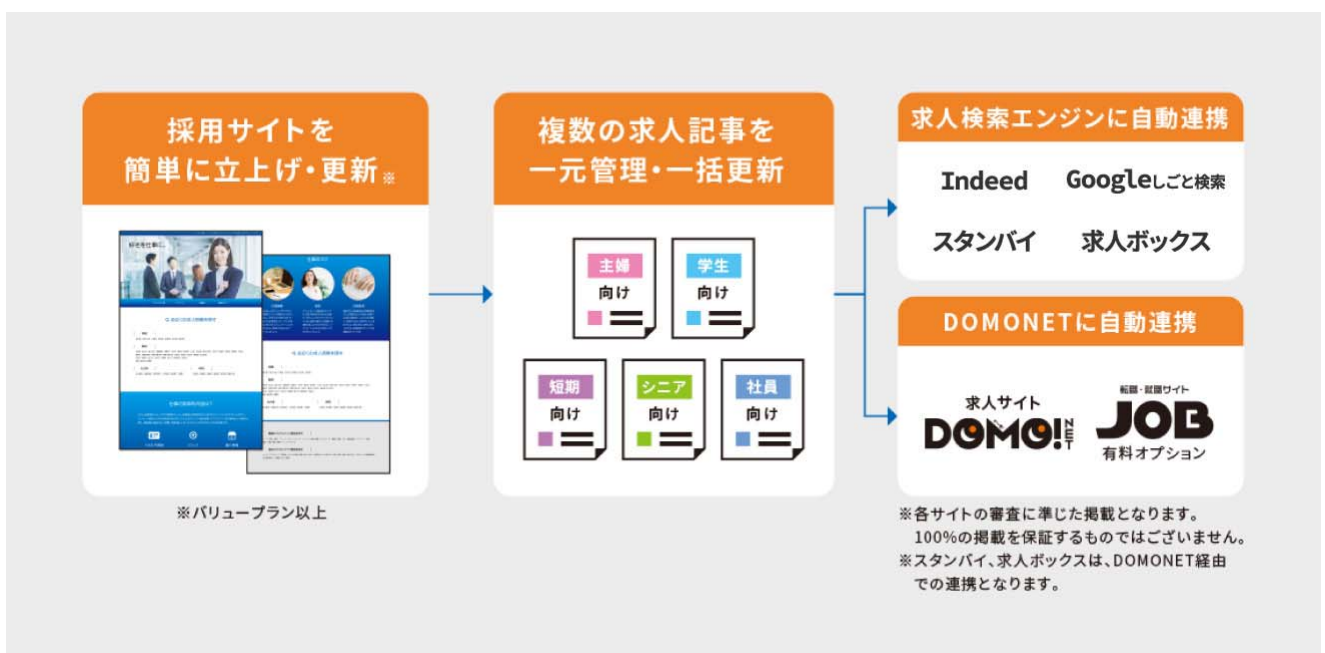 採用サイトを
簡単に立上げ・更新※
好きを仕事に。
※バリュープラン以上
複数の求人記事を
一元管理・一括更新
主婦
向け
学生
向け
短期
向け
シニア
向け
社員
向け
求人検索エンジンに自動連携
Indeed Googleしごと検索
スタンバイ 求人ボックス
DOMONETに自動連携
求人サイト
DOMO!NET
転職・就職サイト
JOB
有料オプション
※各サイトの審査に準じた掲載となります。
100%の掲載を保証するものではございません。
※スタンバイ、求人ボックスは、DOMONET経由
での連携となります。